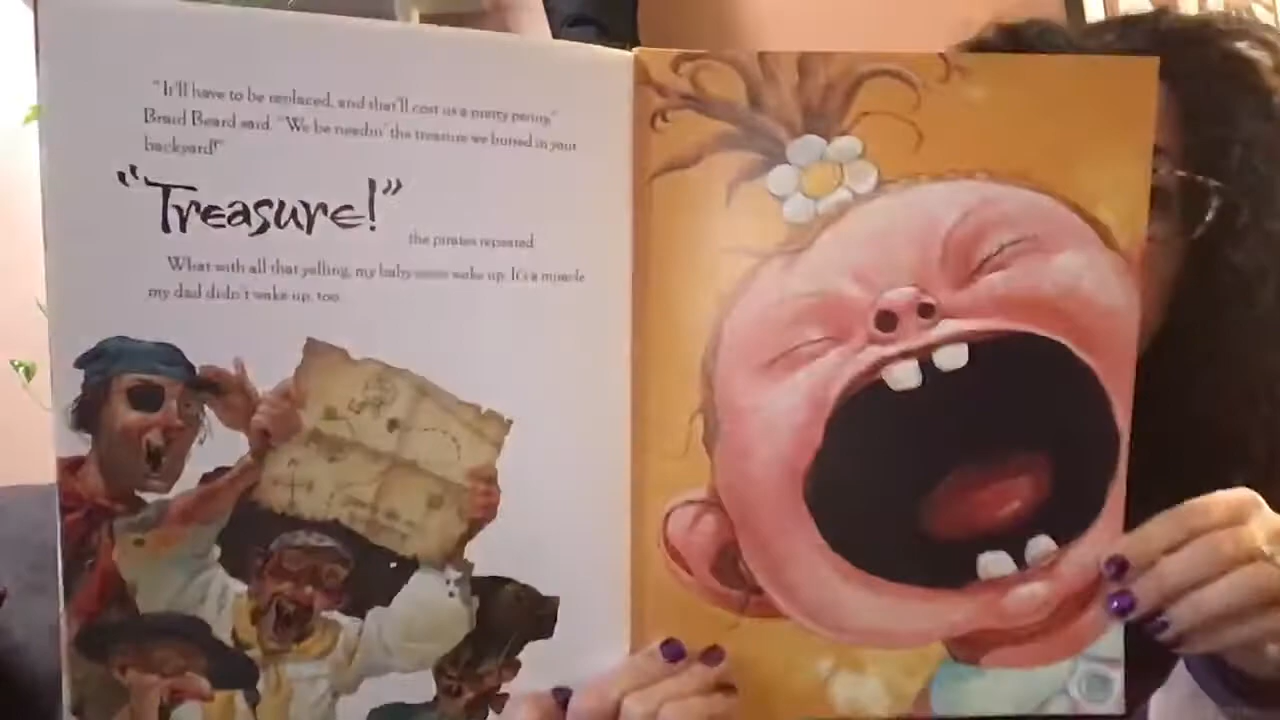 "It'll have to be replaced, and that'll cost us a pretty penny,"
Braid Beard said. "We be needin' the treasure we buried in your
backyard!"
"Treasure!" the pirates repeated.
What with all that yelling, my baby sister woke up. It's a miracle
my dad didn't wake up, too.